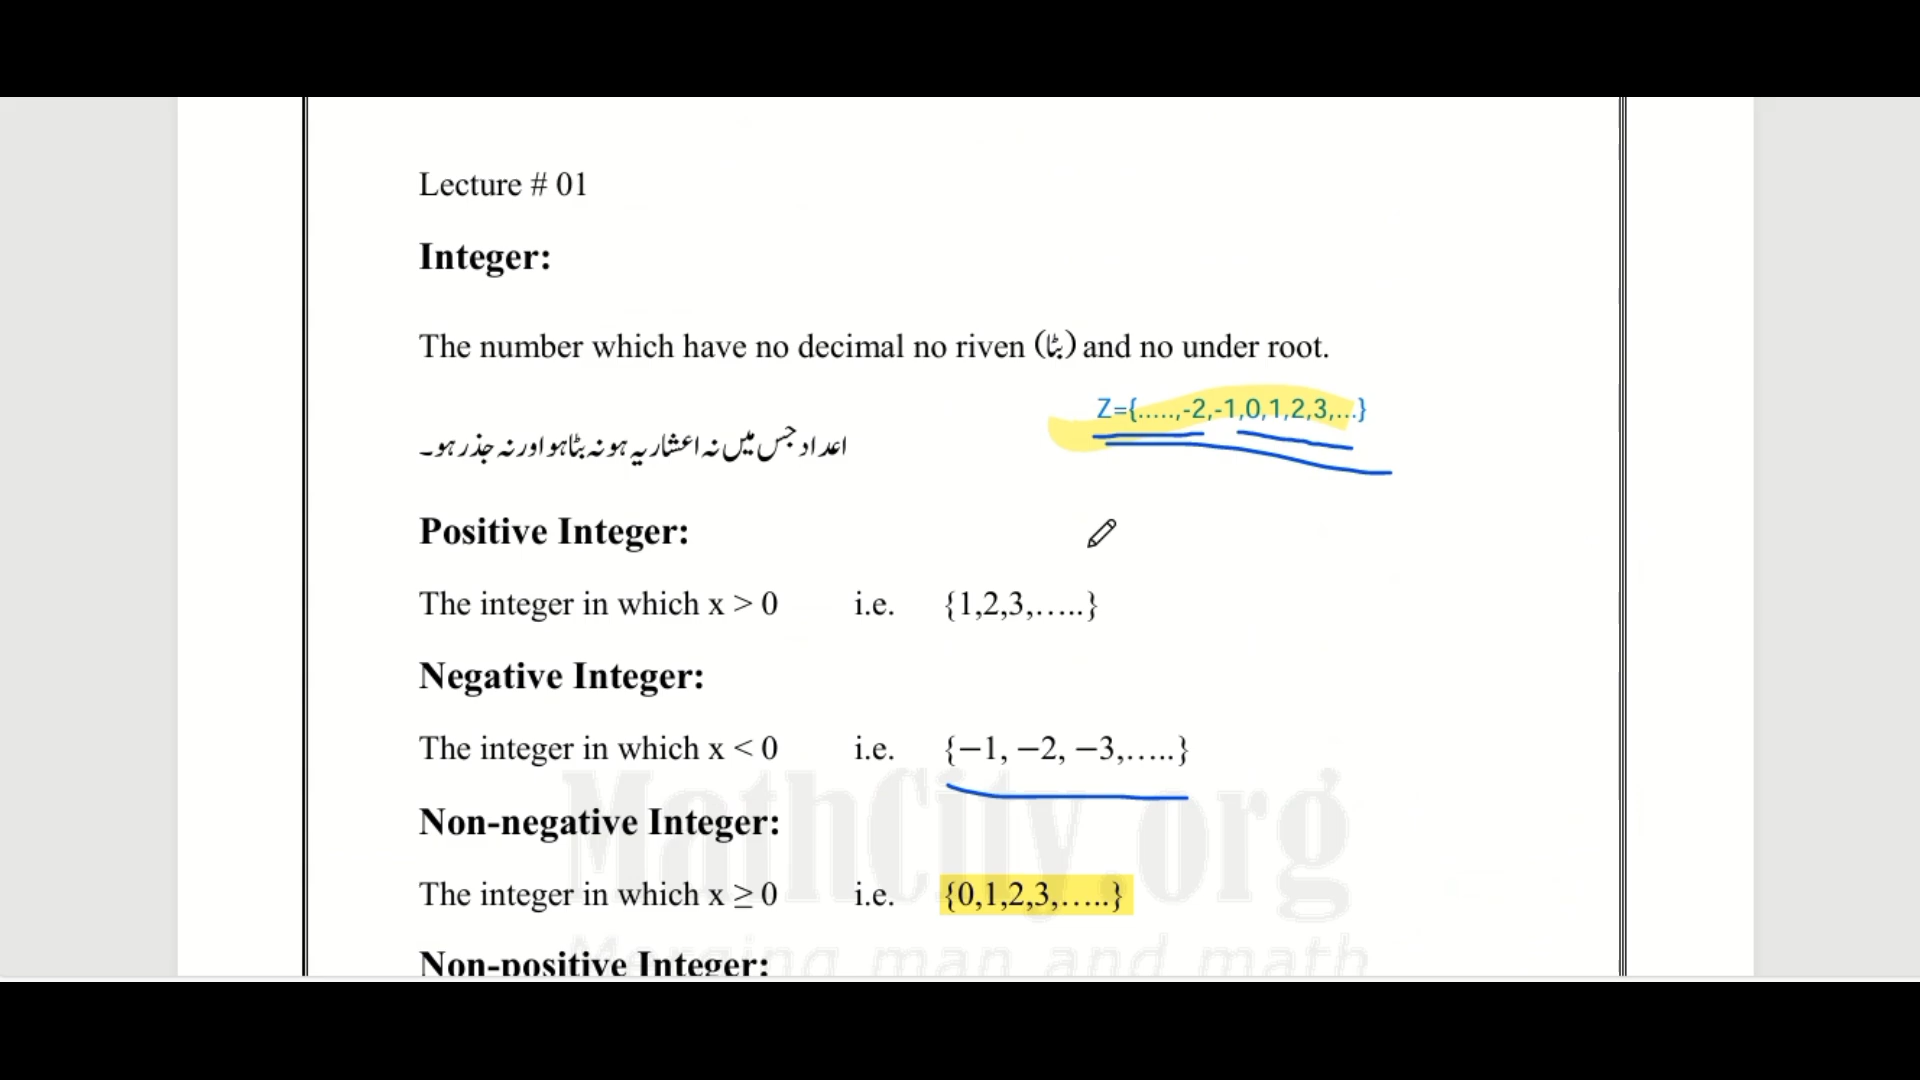 Lecture # 01
Integer:
The number which have no decimal no riven (بٹا) and no under root.
Z={.....,-2,-1,0,1,2,3,...}
اعداد جس میں نہ اعشاریہ ہو نہ بٹا ہو اور نہ جذر ہو۔
Positive Integer:
The integer in which x > 0 i.e. {1,2,3,.....}
Negative Integer:
The integer in which x < 0 i.e. {−1, −2, −3,.....}
Non-negative Integer:
The integer in which x ≥ 0 i.e. {0,1,2,3,.....}
Non-positive Integer:
MathCity.org
Merging man and math